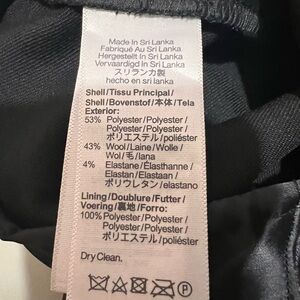 Made In Sri Lanka
Fabriqué Au Sri Lanka
Hergestellt In Sri Lanka
Vervaardigd In Sri Lanka
スリランカ製
hecho en sri lanka
Shell/Tissu Principal/
Shell/Bovenstof/本体/Tela
Exterior:
53% Polyester/Polyester/
Polyester/Polyester/
ポリエステル/poliéster
43% Wool/Laine/Wolle/
Wol/毛/lana
4% Elastane/Élasthanne/
Elastan/Elastaan/
ポリウレタン/elastano
Lining/Doublure/Futter/
Voering/裏地/Forro:
100% Polyester/Polyester/
Polyester/Polyester/
ポリエステル/poliéster
Dry Clean.
P